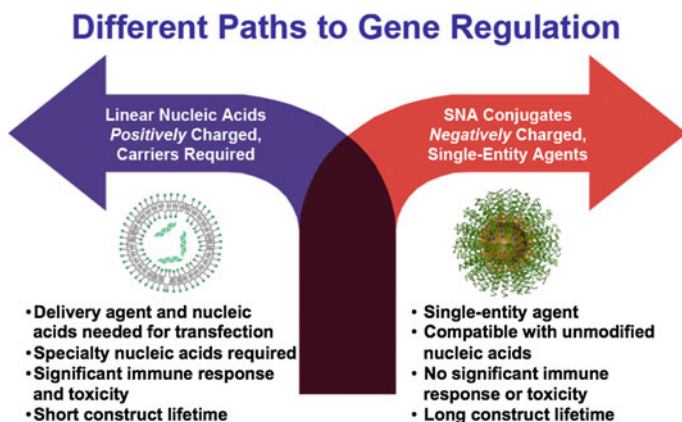 Different Paths to Gene Regulation
Linear Nucleic Acids
Positively Charged,
Carriers Required
SNA Conjugates
Negatively Charged,
Single-Entity Agents
• Delivery agent and nucleic
acids needed for transfection
• Specialty nucleic acids required
• Significant immune response
and toxicity
• Short construct lifetime
• Single-entity agent
• Compatible with unmodified
nucleic acids
• No significant immune
response or toxicity
• Long construct lifetime